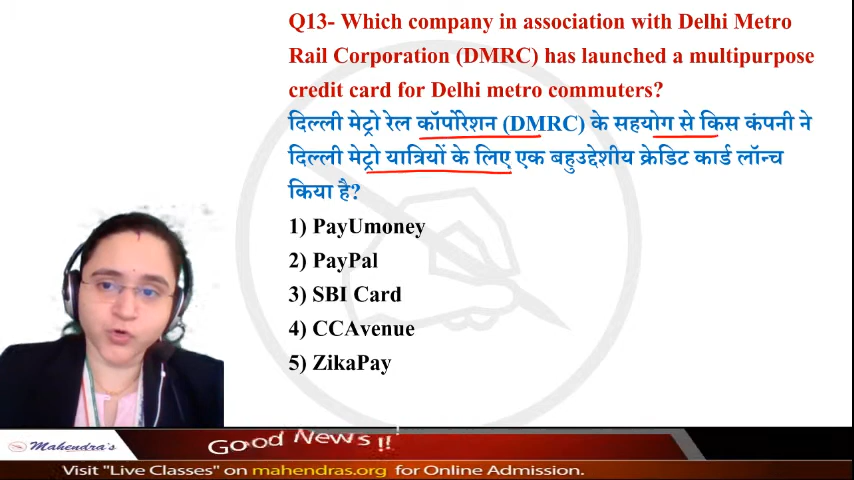 Q13- Which company in association with Delhi Metro
Rail Corporation (DMRC) has launched a multipurpose
credit card for Delhi metro commuters?
दिल्ली मेट्रो रेल कॉर्पोरेशन (DMRC) के सहयोग से किस कंपनी ने
दिल्ली मेट्रो यात्रियों के लिए एक बहुउद्देशीय क्रेडिट कार्ड लॉन्च
किया है?
1) PayUmoney
2) PayPal
3) SBI Card
4) CCAvenue
5) ZikaPay
Mahendra's
Good News !!
Visit "Live Classes" on mahendras.org for Online Admission.